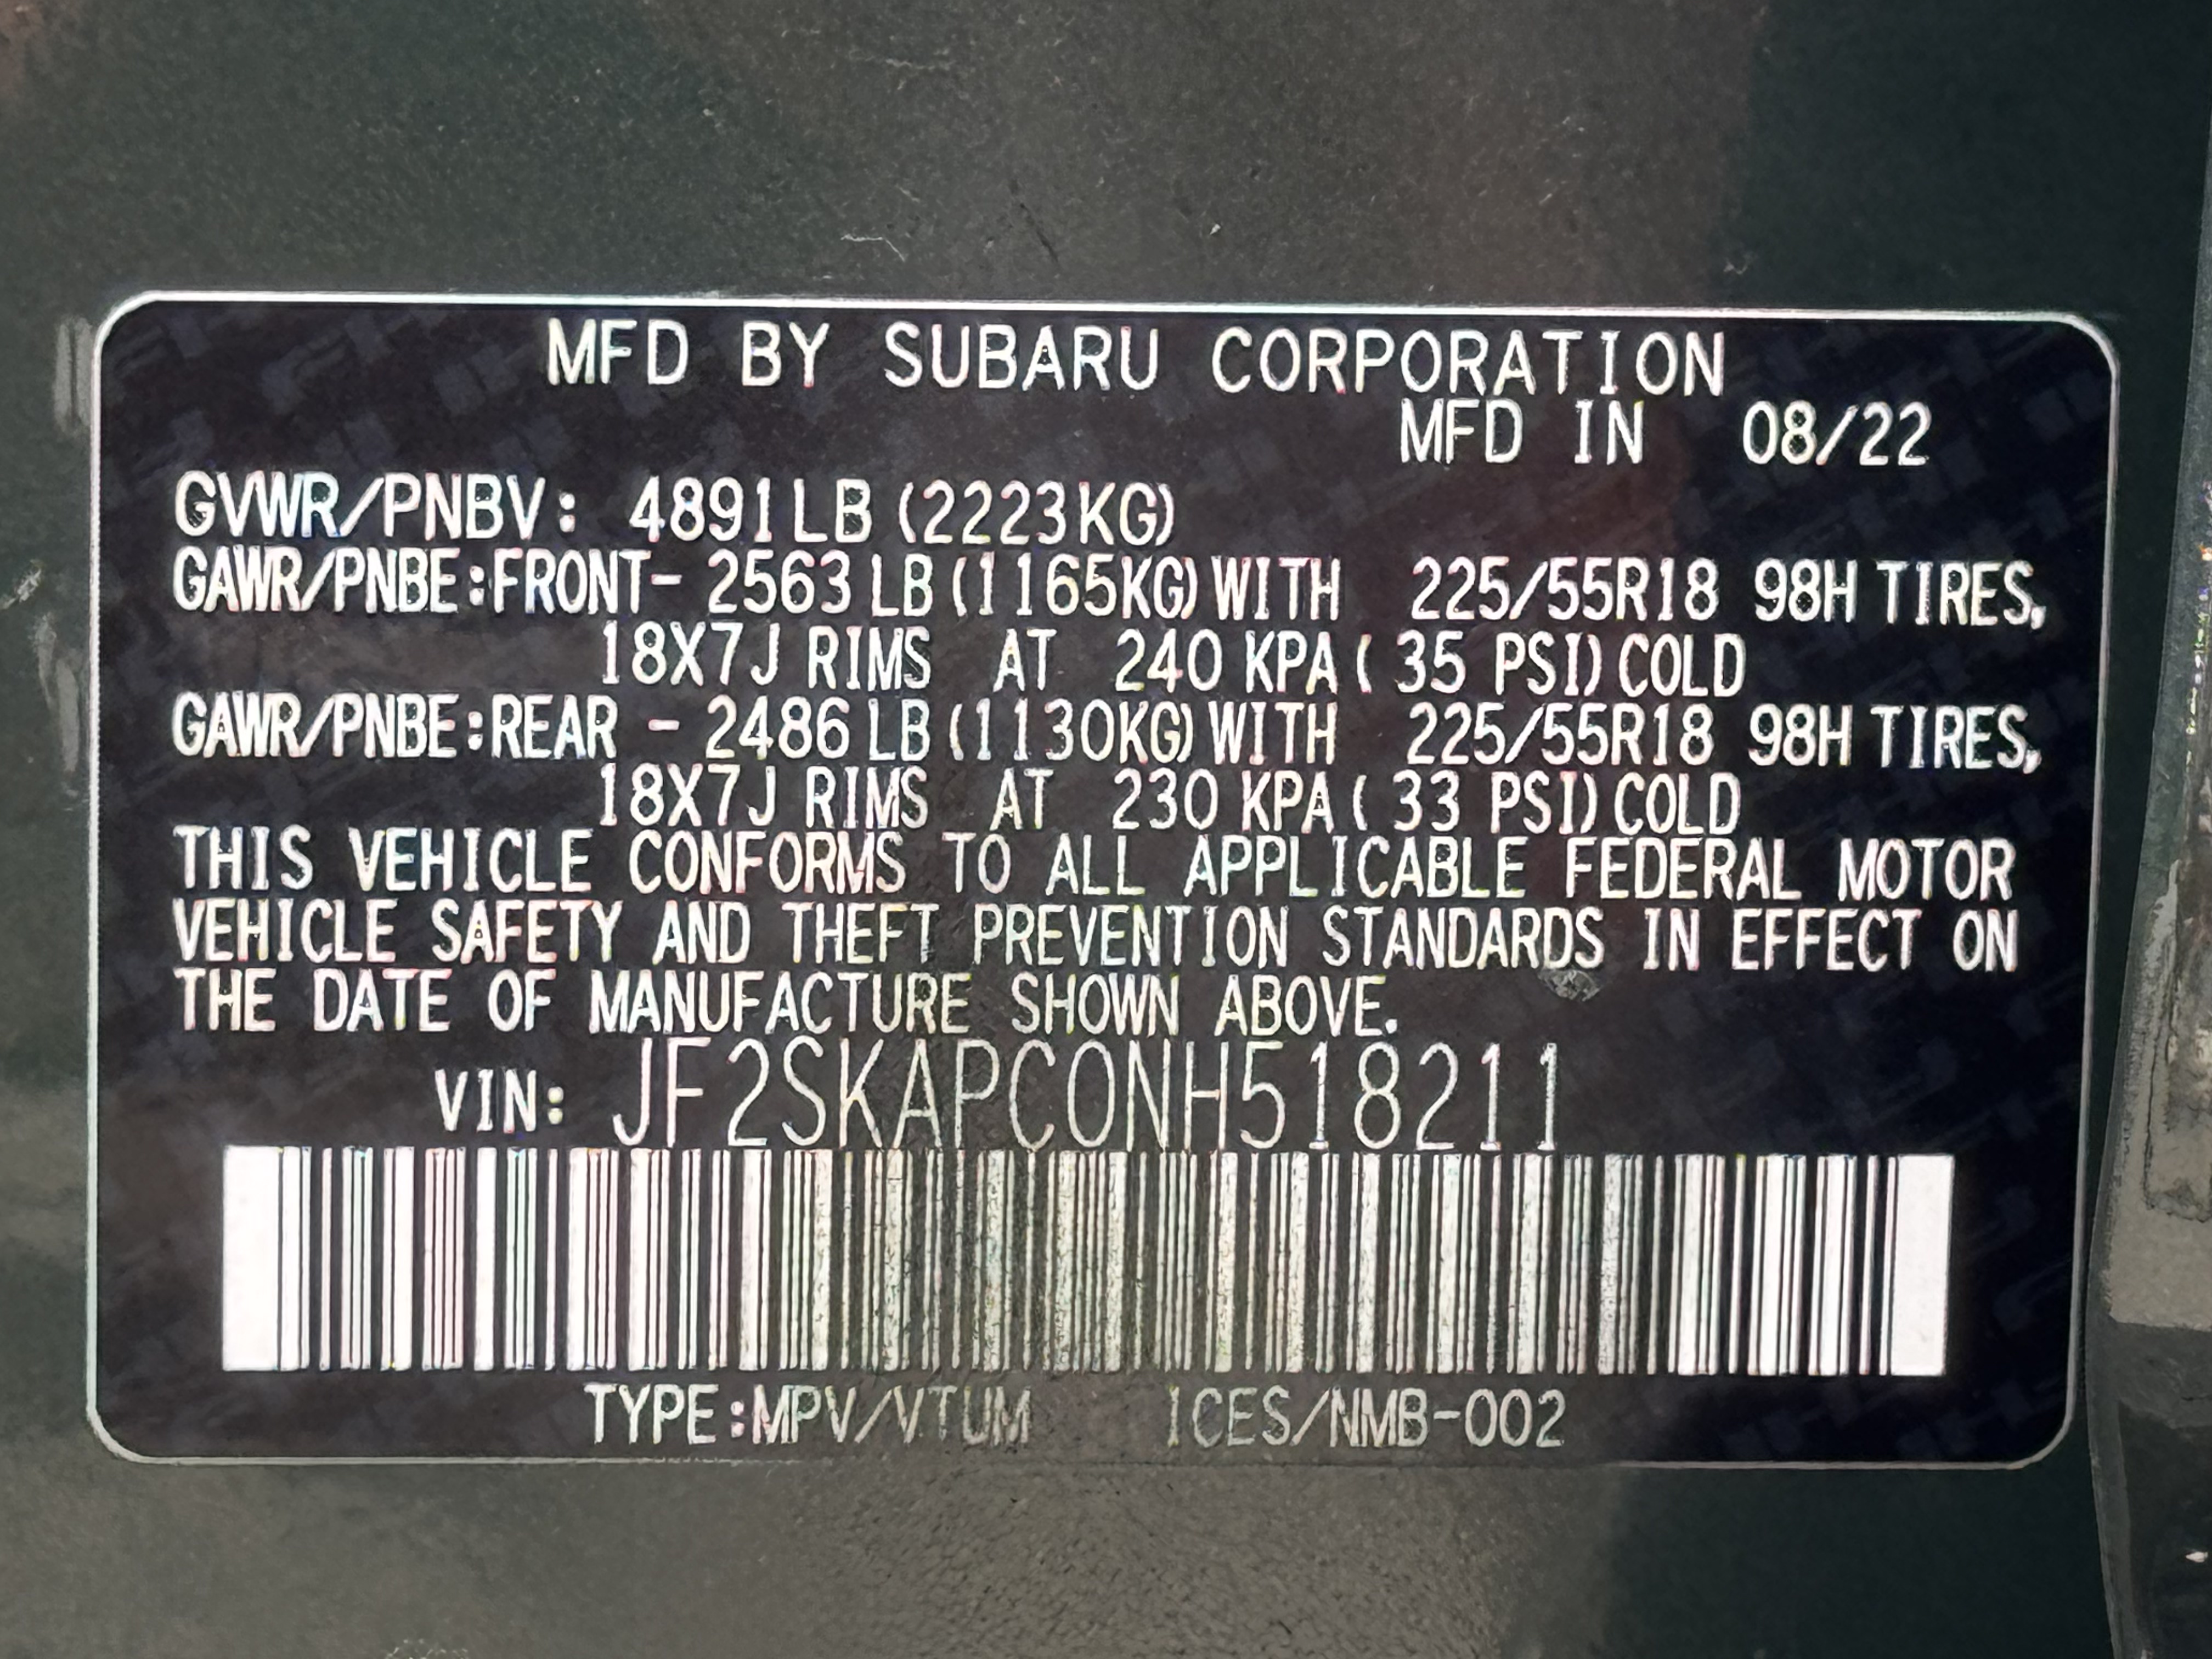 MFD BY SUBARU CORPORATION
MFD IN 08/22
GVWR/PNBV: 4891LB (2223KG)
GAWR/PNBE:FRONT- 2563 LB (1165KG) WITH 225/55R18 98H TIRES,
18X7J RIMS AT 240 KPA ( 35 PSI) COLD
GAWR/PNBE:REAR - 2486 LB (1130KG) WITH 225/55R18 98H TIRES,
18X7J RIMS AT 230 KPA ( 33 PSI) COLD
THIS VEHICLE CONFORMS TO ALL APPLICABLE FEDERAL MOTOR
VEHICLE SAFETY AND THEFT PREVENTION STANDARDS IN EFFECT ON
THE DATE OF MANUFACTURE SHOWN ABOVE.
VIN: JF2SKAPC0NH518211
TYPE:MPV/VTUM ICES/NMB-002